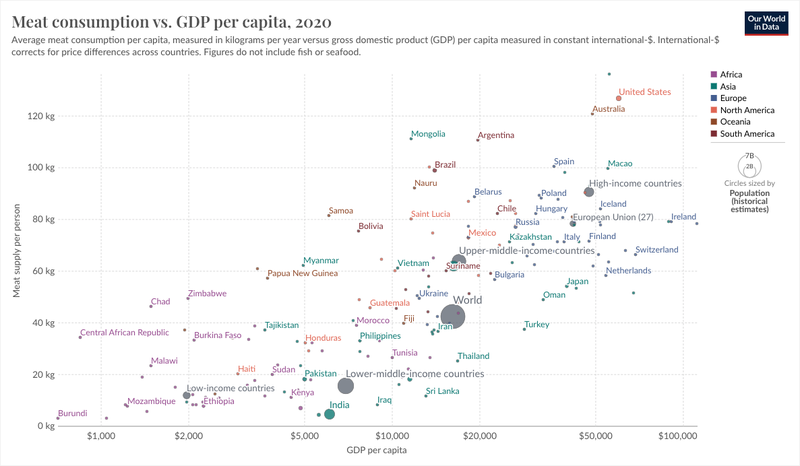 Meat consumption vs. GDP per capita, 2020
Our World
in Data
Average meat consumption per capita, measured in kilograms per year versus gross domestic product (GDP) per capita measured in constant international-$. International-$
corrects for price differences across countries. Figures do not include fish or seafood.
Africa
Asia
Europe
North America
Oceania
South America
7B
2B
Circles sized by
Population
(historical
estimates)
Meat supply per person
120 kg
100 kg
80 kg
60 kg
40 kg
20 kg
0 kg
United States
Australia
Mongolia
Argentina
Brazil
Spain
Macao
Nauru
Belarus
Poland
High-income countries
Samoa
Saint Lucia
Chile
Hungary
Iceland
European Union (27)
Ireland
Bolivia
Russia
Mexico
Kazakhstan
Italy
Finland
Upper-middle-income countries
Switzerland
Myanmar
Vietnam
Suriname
Papua New Guinea
Bulgaria
Netherlands
Japan
Zimbabwe
Ukraine
Oman
Chad
Guatemala
World
Morocco
Fiji
Central African Republic
Burkina Faso
Tajikistan
Iran
Turkey
Honduras
Philippines
Malawi
Tunisia
Thailand
Haiti
Sudan
Pakistan
Lower-middle-income countries
Low-income countries
Kenya
Sri Lanka
Burundi
Mozambique
Ethiopia
India
Iraq
$1,000
$2,000
$5,000
$10,000
$20,000
$50,000
$100,000
GDP per capita